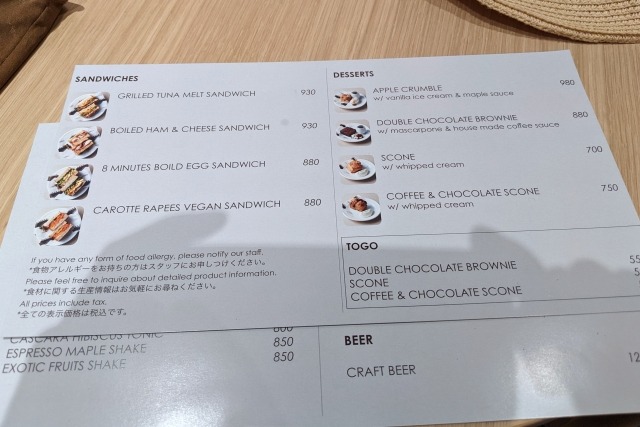 SANDWICHES
GRILLED TUNA MELT SANDWICH 930
BOILED HAM & CHEESE SANDWICH 930
8 MINUTES BOILD EGG SANDWICH 880
CAROTTE RAPEES VEGAN SANDWICH 880
If you have any form of food allergy, please notify our staff.
*食物アレルギーをお持ちの方はスタッフにお申しつけください。
Please feel free to inquire about detailed product information.
*食材に関する生産情報はお気軽にお尋ねください。
All prices include tax.
*全ての表示価格は税込です。
DESSERTS
APPLE CRUMBLE 980
w/ vanilla ice cream & maple sauce
DOUBLE CHOCOLATE BROWNIE 880
w/ mascarpone & house made coffee sauce
SCONE 700
w/ whipped cream
COFFEE & CHOCOLATE SCONE 750
w/ whipped cream
TOGO
DOUBLE CHOCOLATE BROWNIE
SCONE
COFFEE & CHOCOLATE SCONE
CASCARA HIBISCUS TONIC 800
ESPRESSO MAPLE SHAKE 850
EXOTIC FRUITS SHAKE 850
BEER
CRAFT BEER